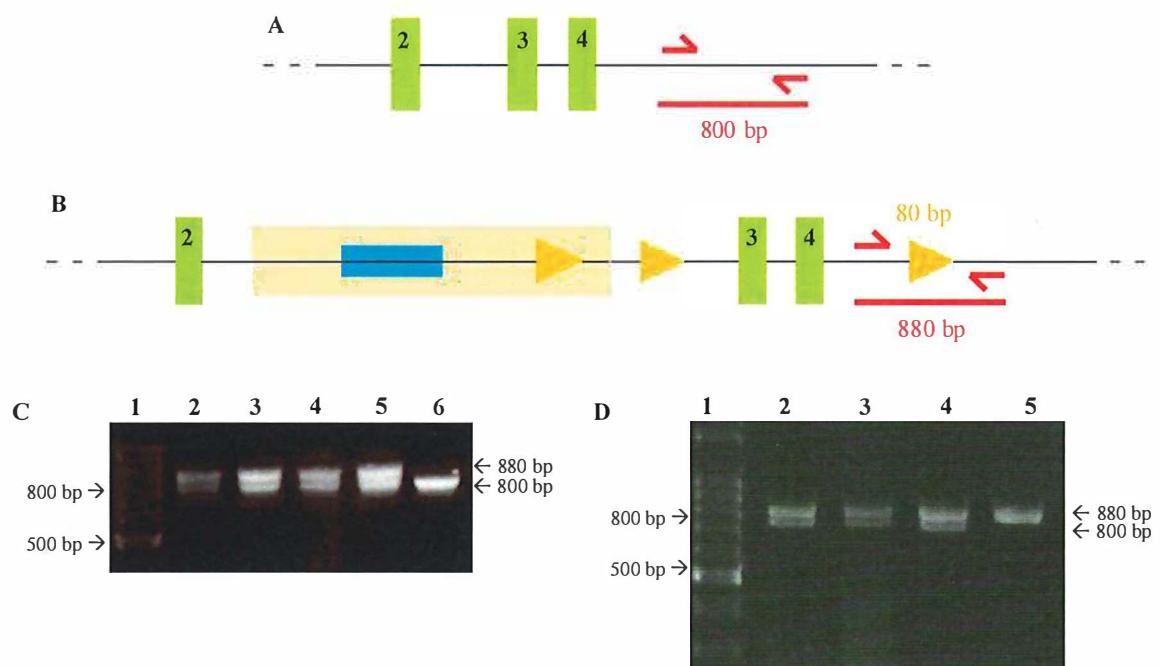 A
2 3 4
800 bp
B
80 bp
2 3 4
880 bp
C
1 2 3 4 5 6
← 880 bp
← 800 bp
800 bp →
500 bp →
D
1 2 3 4 5
← 880 bp
← 800 bp
800 bp →
500 bp →